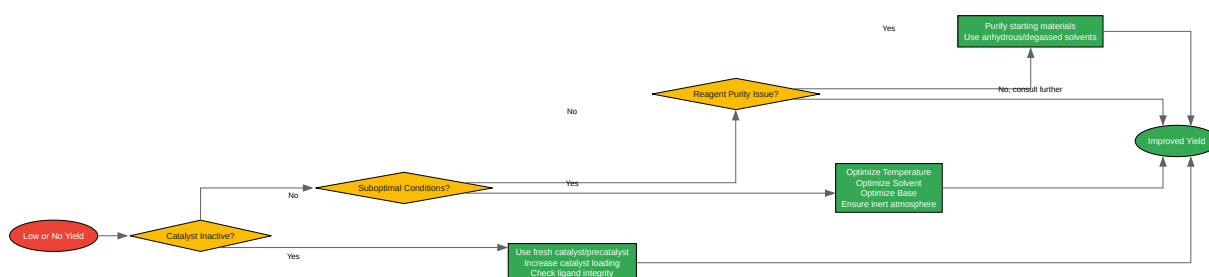 Yes
Purify starting materials
Use anhydrous/degassed solvents
Reagent Purity Issue?
No, consult further
No
Improved Yield
Suboptimal Conditions?
Yes
No
Optimize Temperature
Optimize Solvent
Optimize Base
Ensure inert atmosphere
Low or No Yield
Catalyst Inactive?
Yes
Use fresh catalyst/precatalyst
Increase catalyst loading
Check ligand integrity